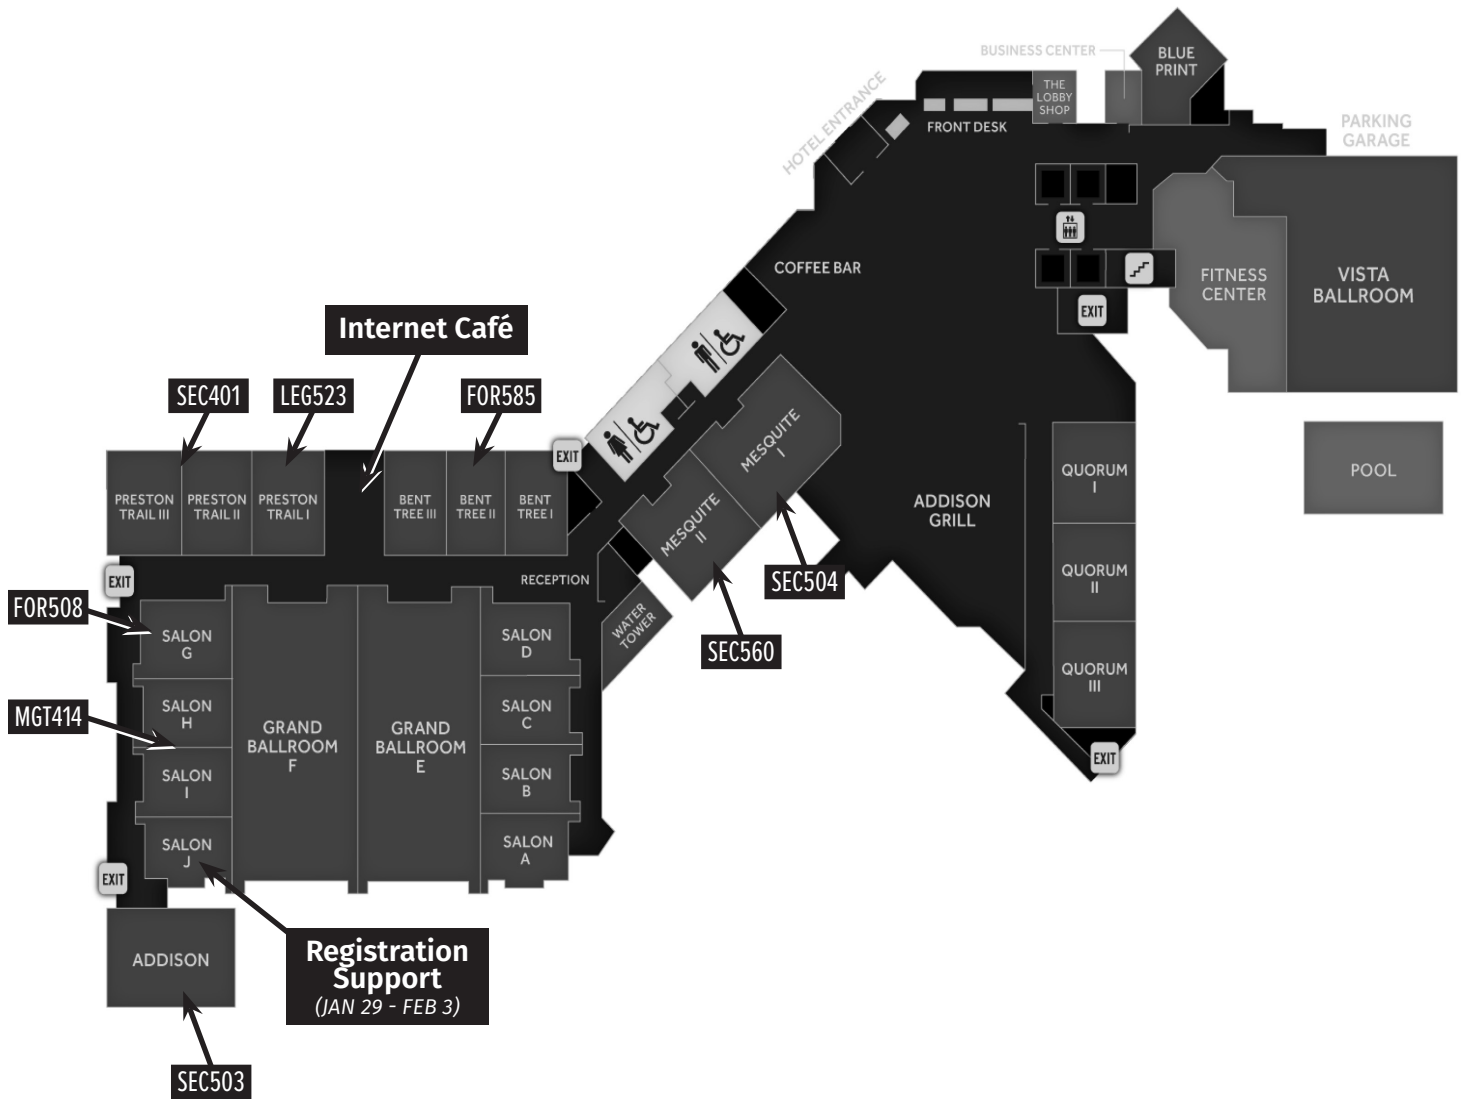 BUSINESS CENTER
BLUE
PRINT
THE
LOBBY
SHOP
HOTEL ENTRANCE
FRONT DESK
PARKING
GARAGE
COFFEE BAR
EXIT
FITNESS
CENTER
VISTA
BALLROOM
Internet Café
SEC401
LEG523
FOR585
EXIT
PRESTON
TRAIL III
PRESTON
TRAIL II
PRESTON
TRAIL I
BENT
TREE III
BENT
TREE II
BENT
TREE I
MESQUITE
I
MESQUITE
II
ADDISON
GRILL
QUORUM
I
POOL
EXIT
RECEPTION
SEC504
QUORUM
II
FOR508
SALON
G
SALON
D
WATER
TOWER
SEC560
QUORUM
III
MGT414
SALON
H
GRAND
BALLROOM
F
GRAND
BALLROOM
E
SALON
C
EXIT
SALON
I
SALON
B
SALON
J
SALON
A
EXIT
ADDISON
Registration
Support
(JAN 29 - FEB 3)
SEC503